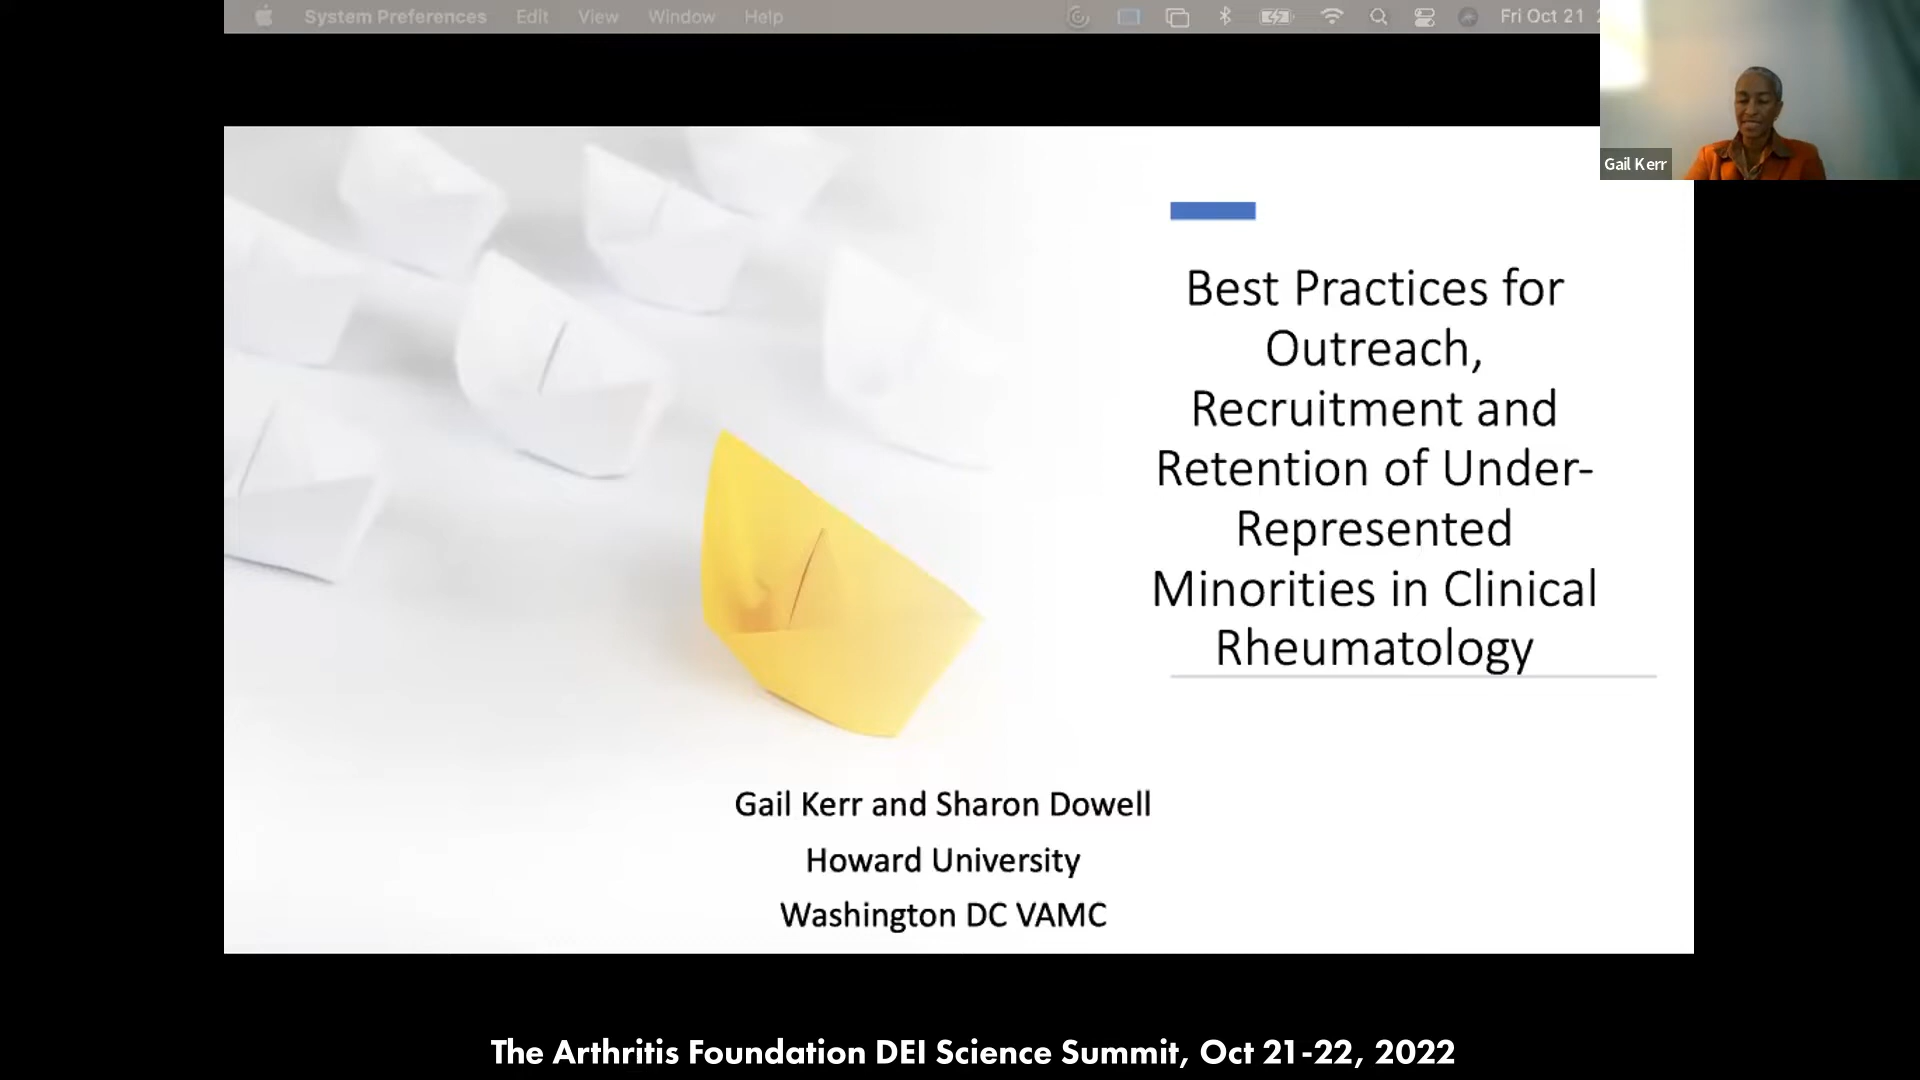 System Preferences Edit View Window Help
Fri Oct 21
Gail Kerr
Best Practices for
Outreach,
Recruitment and
Retention of Under-
Represented
Minorities in Clinical
Rheumatology
Gail Kerr and Sharon Dowell
Howard University
Washington DC VAMC
The Arthritis Foundation DEI Science Summit, Oct 21-22, 2022